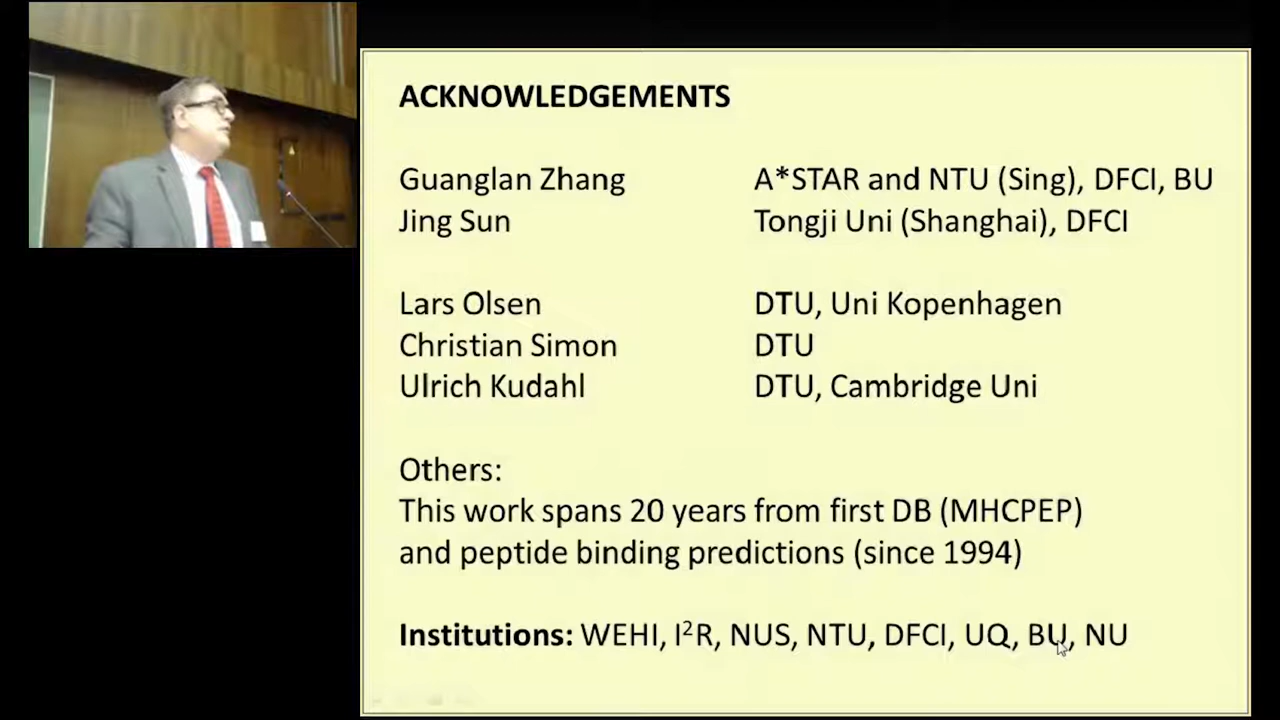 ACKNOWLEDGEMENTS
Guanglan Zhang A*STAR and NTU (Sing), DFCI, BU
Jing Sun Tongji Uni (Shanghai), DFCI
Lars Olsen DTU, Uni Kopenhagen
Christian Simon DTU
Ulrich Kudahl DTU, Cambridge Uni
Others:
This work spans 20 years from first DB (MHCPEP)
and peptide binding predictions (since 1994)
Institutions: WEHI, I²R, NUS, NTU, DFCI, UQ, BU, NU